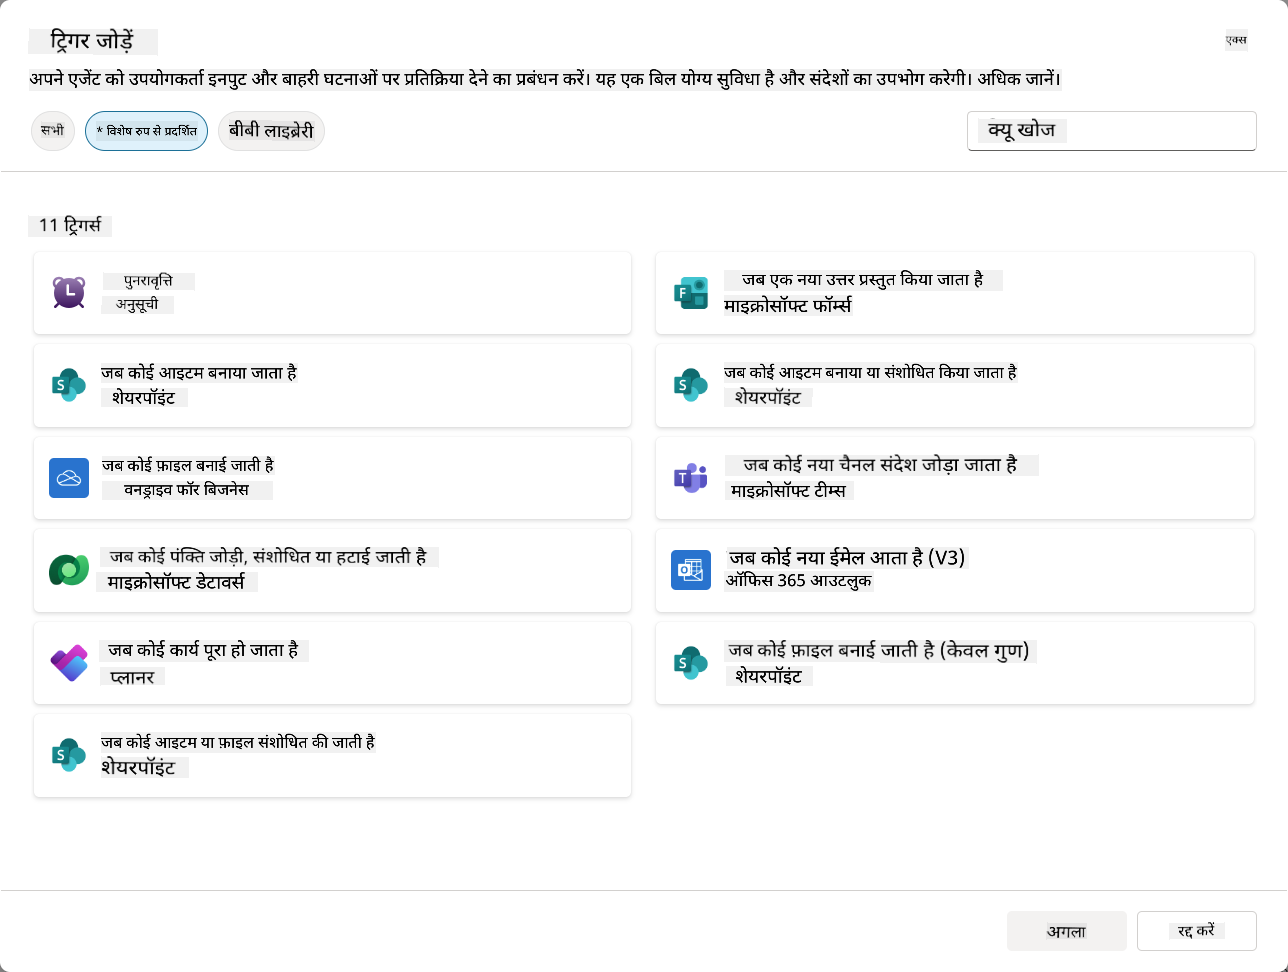 ट्रिगर जोड़ें
एक्स
अपने एजेंट को उपयोगकर्ता इनपुट और बाहरी घटनाओं पर प्रतिक्रिया देने का प्रबंधन करें। यह एक बिल योग्य सुविधा है और संदेशों का उपभोग करेगी। अधिक जानें।
सभी
* विशेष रुप से प्रदर्शित
बीबी लाइब्रेरी
क्यू खोज
11 ट्रिगर्स
पुनरावृत्ति
अनुसूची
जब एक नया उत्तर प्रस्तुत किया जाता है
माइक्रोसॉफ्ट फॉर्म्स
जब कोई आइटम बनाया जाता है
शेयरपॉइंट
जब कोई आइटम बनाया या संशोधित किया जाता है
शेयरपॉइंट
जब कोई फ़ाइल बनाई जाती है
वनड्राइव फॉर बिजनेस
जब कोई नया चैनल संदेश जोड़ा जाता है
माइक्रोसॉफ्ट टीम्स
जब कोई पंक्ति जोड़ी, संशोधित या हटाई जाती है
माइक्रोसॉफ्ट डेटावर्स
जब कोई नया ईमेल आता है (V3)
ऑफिस 365 आउटलुक
जब कोई कार्य पूरा हो जाता है
प्लानर
जब कोई फ़ाइल बनाई जाती है (केवल गुण)
शेयरपॉइंट
जब कोई आइटम या फ़ाइल संशोधित की जाती है
शेयरपॉइंट
अगला
रद्द करें